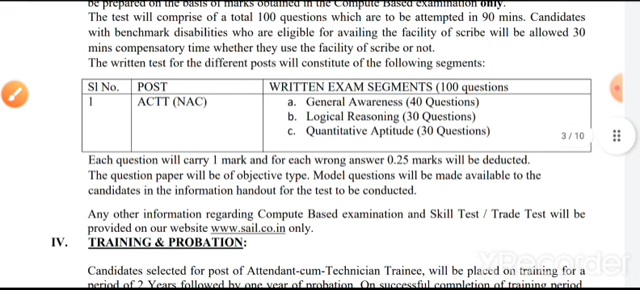 be prepared on the basis of marks obtained in the Compute Based examination only.
The test will comprise of a total 100 questions which are to be attempted in 90 mins. Candidates
with benchmark disabilities who are eligible for availing the facility of scribe will be allowed 30
mins compensatory time whether they use the facility of scribe or not.
The written test for the different posts will constitute of the following segments:
Sl No. POST WRITTEN EXAM SEGMENTS (100 questions
1 ACTT (NAC) a. General Awareness (40 Questions)
b. Logical Reasoning (30 Questions)
c. Quantitative Aptitude (30 Questions)
3 / 10
Each question will carry 1 mark and for each wrong answer 0.25 marks will be deducted.
The question paper will be of objective type. Model questions will be made available to the
candidates in the information handout for the test to be conducted.
Any other information regarding Compute Based examination and Skill Test / Trade Test will be
provided on our website www.sail.co.in only.
IV. TRAINING & PROBATION:
XRecorder
Candidates selected for post of Attendant-cum-Technician Trainee, will be placed on training for a
period of 2 Years followed by one year of probation. On successful completion of training period